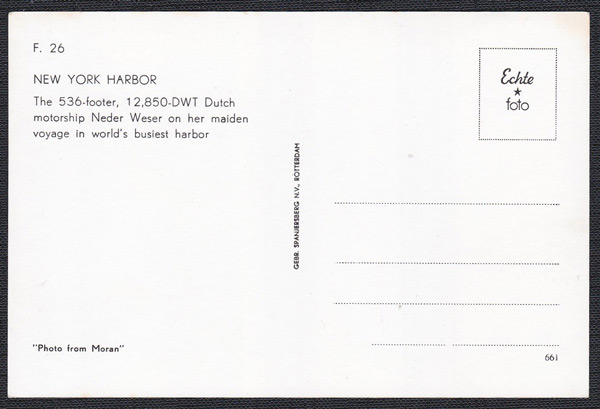 F. 26
NEW YORK HARBOR
The 536-footer, 12,850-DWT Dutch
motorship Neder Weser on her maiden
voyage in world's busiest harbor
"Photo from Moran"
GEBR. SPANJERSBERG N.V., ROTTERDAM
Echte
★
foto
661